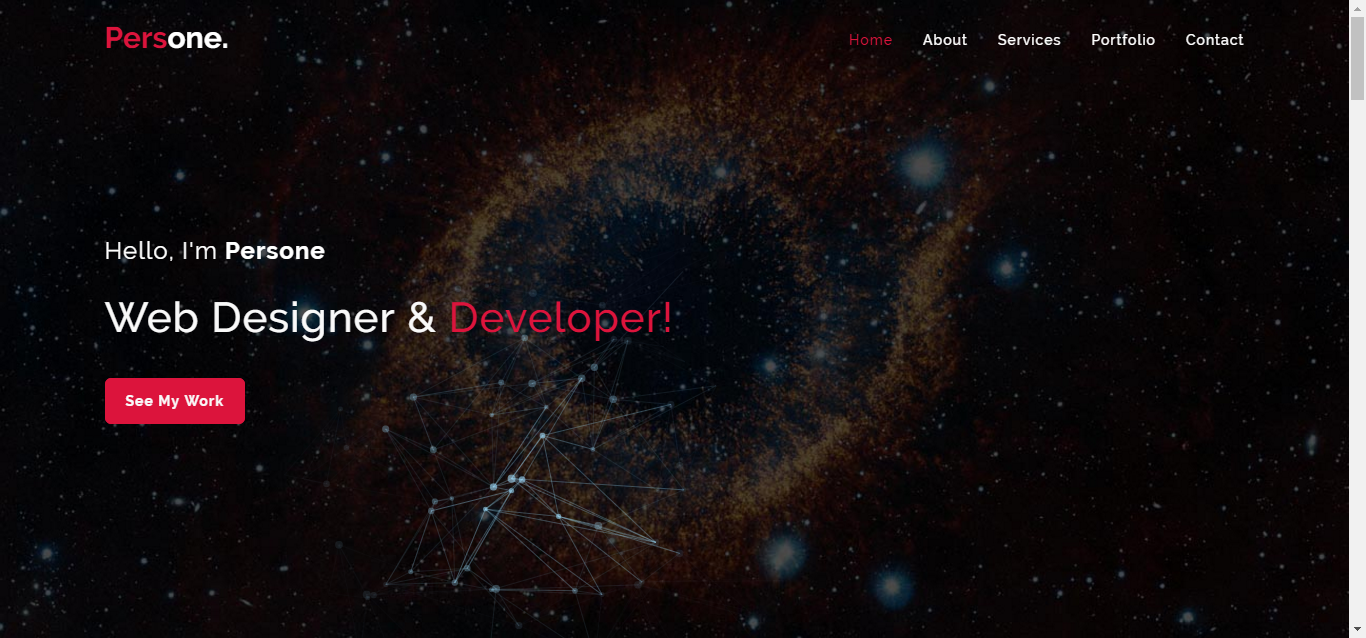 Persone.
Home About Services Portfolio Contact
Hello, I'm Persone
Web Designer & Developer!
See My Work